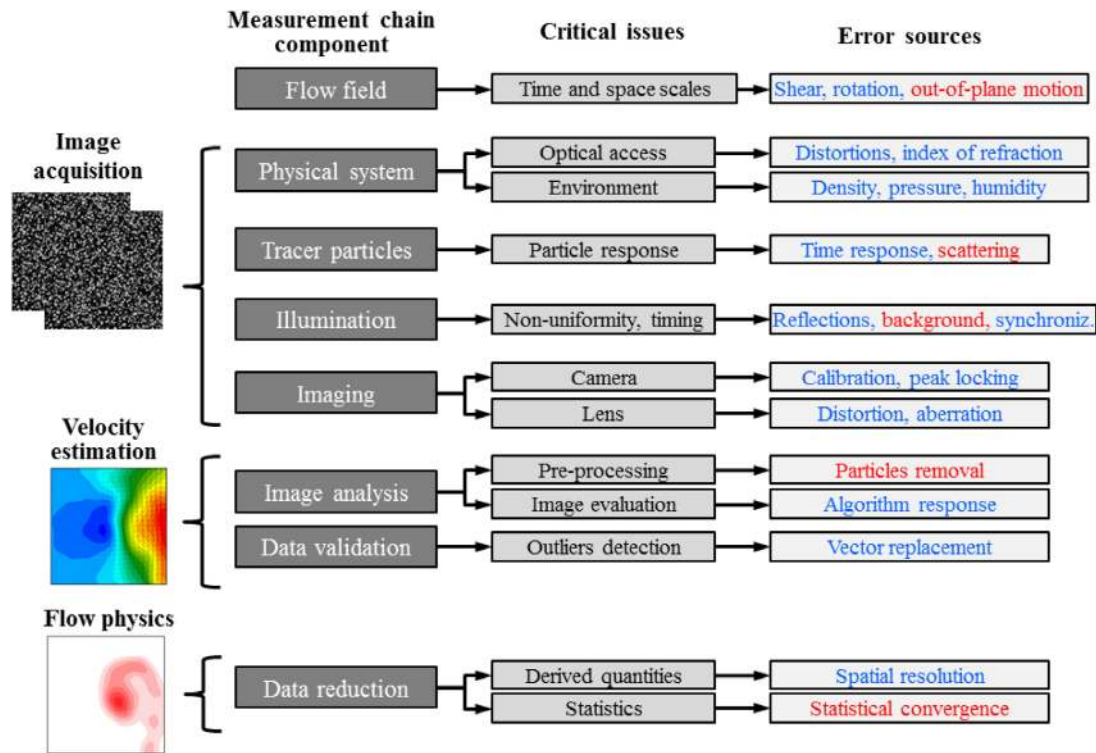 Measurement chain
component
Critical issues
Error sources
Flow field
Time and space scales
Shear, rotation, out-of-plane motion
Image
acquisition
Physical system
Optical access
Distortions, index of refraction
Environment
Density, pressure, humidity
Tracer particles
Particle response
Time response, scattering
Illumination
Non-uniformity, timing
Reflections, background, synchroniz.
Imaging
Camera
Calibration, peak locking
Lens
Distortion, aberration
Velocity
estimation
Image analysis
Pre-processing
Particles removal
Image evaluation
Algorithm response
Data validation
Outliers detection
Vector replacement
Flow physics
Data reduction
Derived quantities
Spatial resolution
Statistics
Statistical convergence